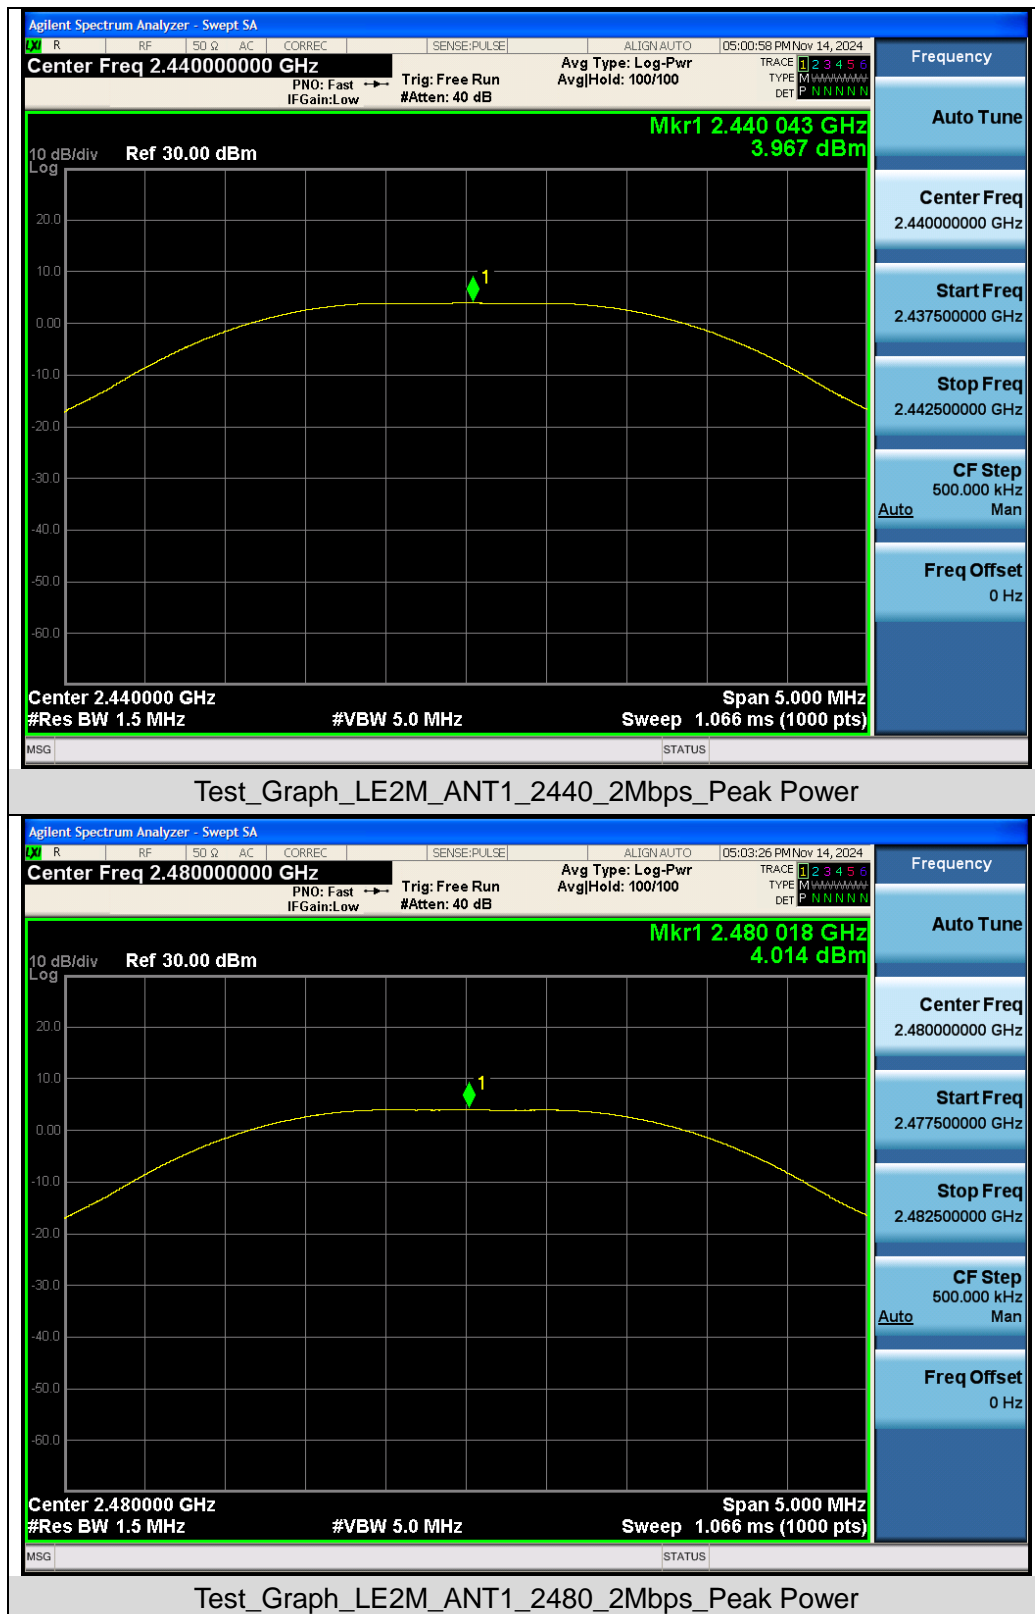 Agilent Spectrum Analyzer - Swept SA
LXI R RF 50 Ω AC CORREC SENSE:PULSE ALIGN AUTO 05:00:58 PM Nov 14, 2024
Center Freq 2.440000000 GHz
PNO: Fast
IFGain:Low
Trig: Free Run
#Atten: 40 dB
Avg Type: Log-Pwr
Avg|Hold: 100/100
TRACE 1 2 3 4 5 6
TYPE M W W W W W
DET P N N N N N
Mkr1 2.440 043 GHz
3.967 dBm
10 dB/div Ref 30.00 dBm
Log
20.0
10.0
0.00
-10.0
-20.0
-30.0
-40.0
-50.0
-60.0
1
Center 2.440000 GHz Span 5.000 MHz
#Res BW 1.5 MHz #VBW 5.0 MHz Sweep 1.066 ms (1000 pts)
MSG STATUS
Frequency
Auto Tune
Center Freq
2.440000000 GHz
Start Freq
2.437500000 GHz
Stop Freq
2.442500000 GHz
CF Step
500.000 kHz
Auto Man
Freq Offset
0 Hz
Test_Graph_LE2M_ANT1_2440_2Mbps_Peak Power
Agilent Spectrum Analyzer - Swept SA
LXI R RF 50 Ω AC CORREC SENSE:PULSE ALIGN AUTO 05:03:26 PM Nov 14, 2024
Center Freq 2.480000000 GHz
PNO: Fast
IFGain:Low
Trig: Free Run
#Atten: 40 dB
Avg Type: Log-Pwr
Avg|Hold: 100/100
TRACE 1 2 3 4 5 6
TYPE M W W W W W
DET P N N N N N
Mkr1 2.480 018 GHz
4.014 dBm
10 dB/div Ref 30.00 dBm
Log
20.0
10.0
0.00
-10.0
-20.0
-30.0
-40.0
-50.0
-60.0
1
Center 2.480000 GHz Span 5.000 MHz
#Res BW 1.5 MHz #VBW 5.0 MHz Sweep 1.066 ms (1000 pts)
MSG STATUS
Frequency
Auto Tune
Center Freq
2.480000000 GHz
Start Freq
2.477500000 GHz
Stop Freq
2.482500000 GHz
CF Step
500.000 kHz
Auto Man
Freq Offset
0 Hz
Test_Graph_LE2M_ANT1_2480_2Mbps_Peak Power